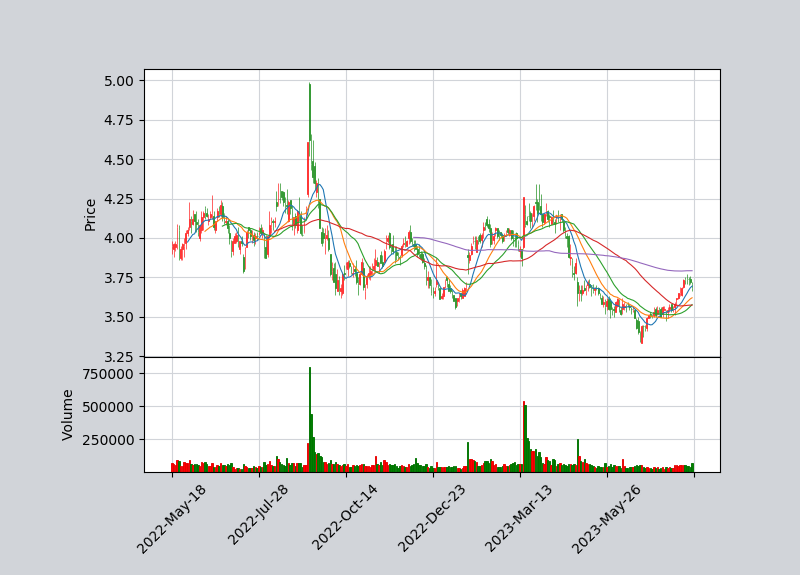 5.00
4.75
4.50
4.25
4.00
3.75
3.50
3.25
Price
750000
500000
250000
Volume
2022-May-18
2022-Jul-28
2022-Oct-14
2022-Dec-23
2023-Mar-13
2023-May-26